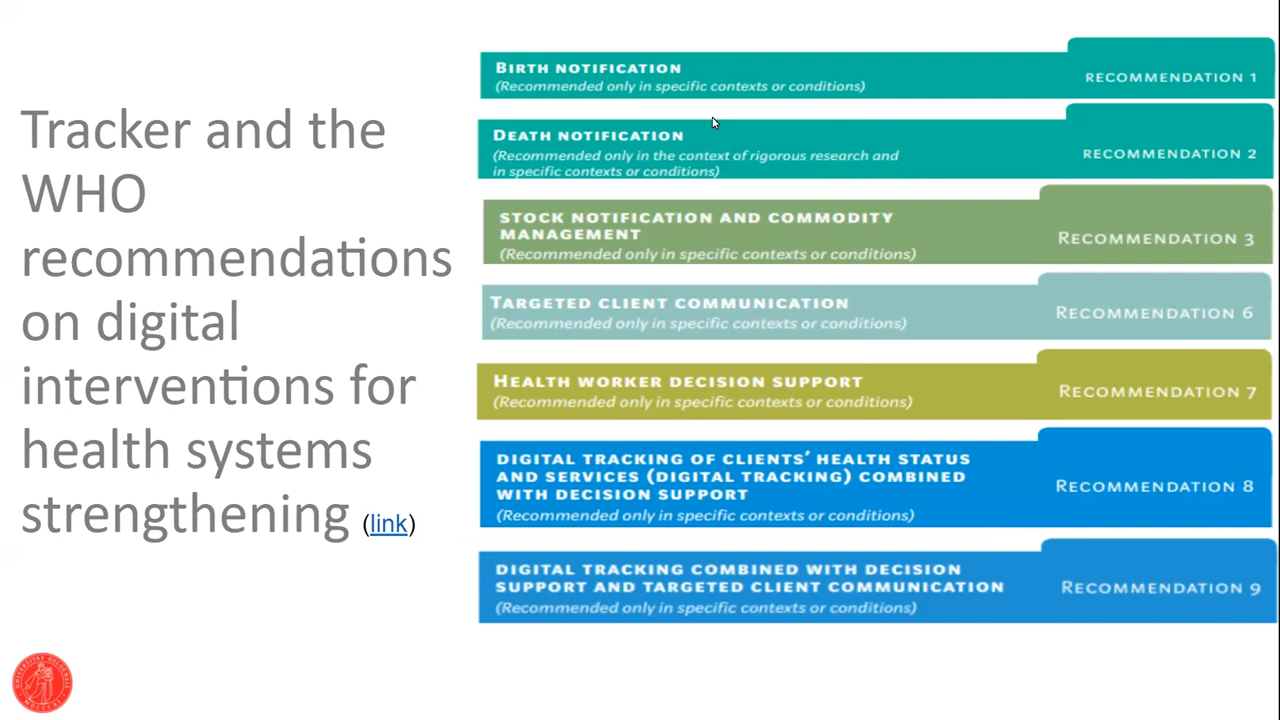 Tracker and the
WHO
recommendations
on digital
interventions for
health systems
strengthening (link)
BIRTH NOTIFICATION
(Recommended only in specific contexts or conditions)
RECOMMENDATION 1
DEATH NOTIFICATION
(Recommended only in the context of rigorous research and
in specific contexts or conditions)
RECOMMENDATION 2
STOCK NOTIFICATION AND COMMODITY
MANAGEMENT
(Recommended only in specific contexts or conditions)
RECOMMENDATION 3
TARGETED CLIENT COMMUNICATION
(Recommended only in specific contexts or conditions)
RECOMMENDATION 6
HEALTH WORKER DECISION SUPPORT
(Recommended only in specific contexts or conditions)
RECOMMENDATION 7
DIGITAL TRACKING OF CLIENTS’ HEALTH STATUS
AND SERVICES (DIGITAL TRACKING) COMBINED
WITH DECISION SUPPORT
(Recommended only in specific contexts or conditions)
RECOMMENDATION 8
DIGITAL TRACKING COMBINED WITH DECISION
SUPPORT AND TARGETED CLIENT COMMUNICATION
(Recommended only in specific contexts or conditions)
RECOMMENDATION 9
UNIVERSITAS OSLOENSIS
MDCCCXI